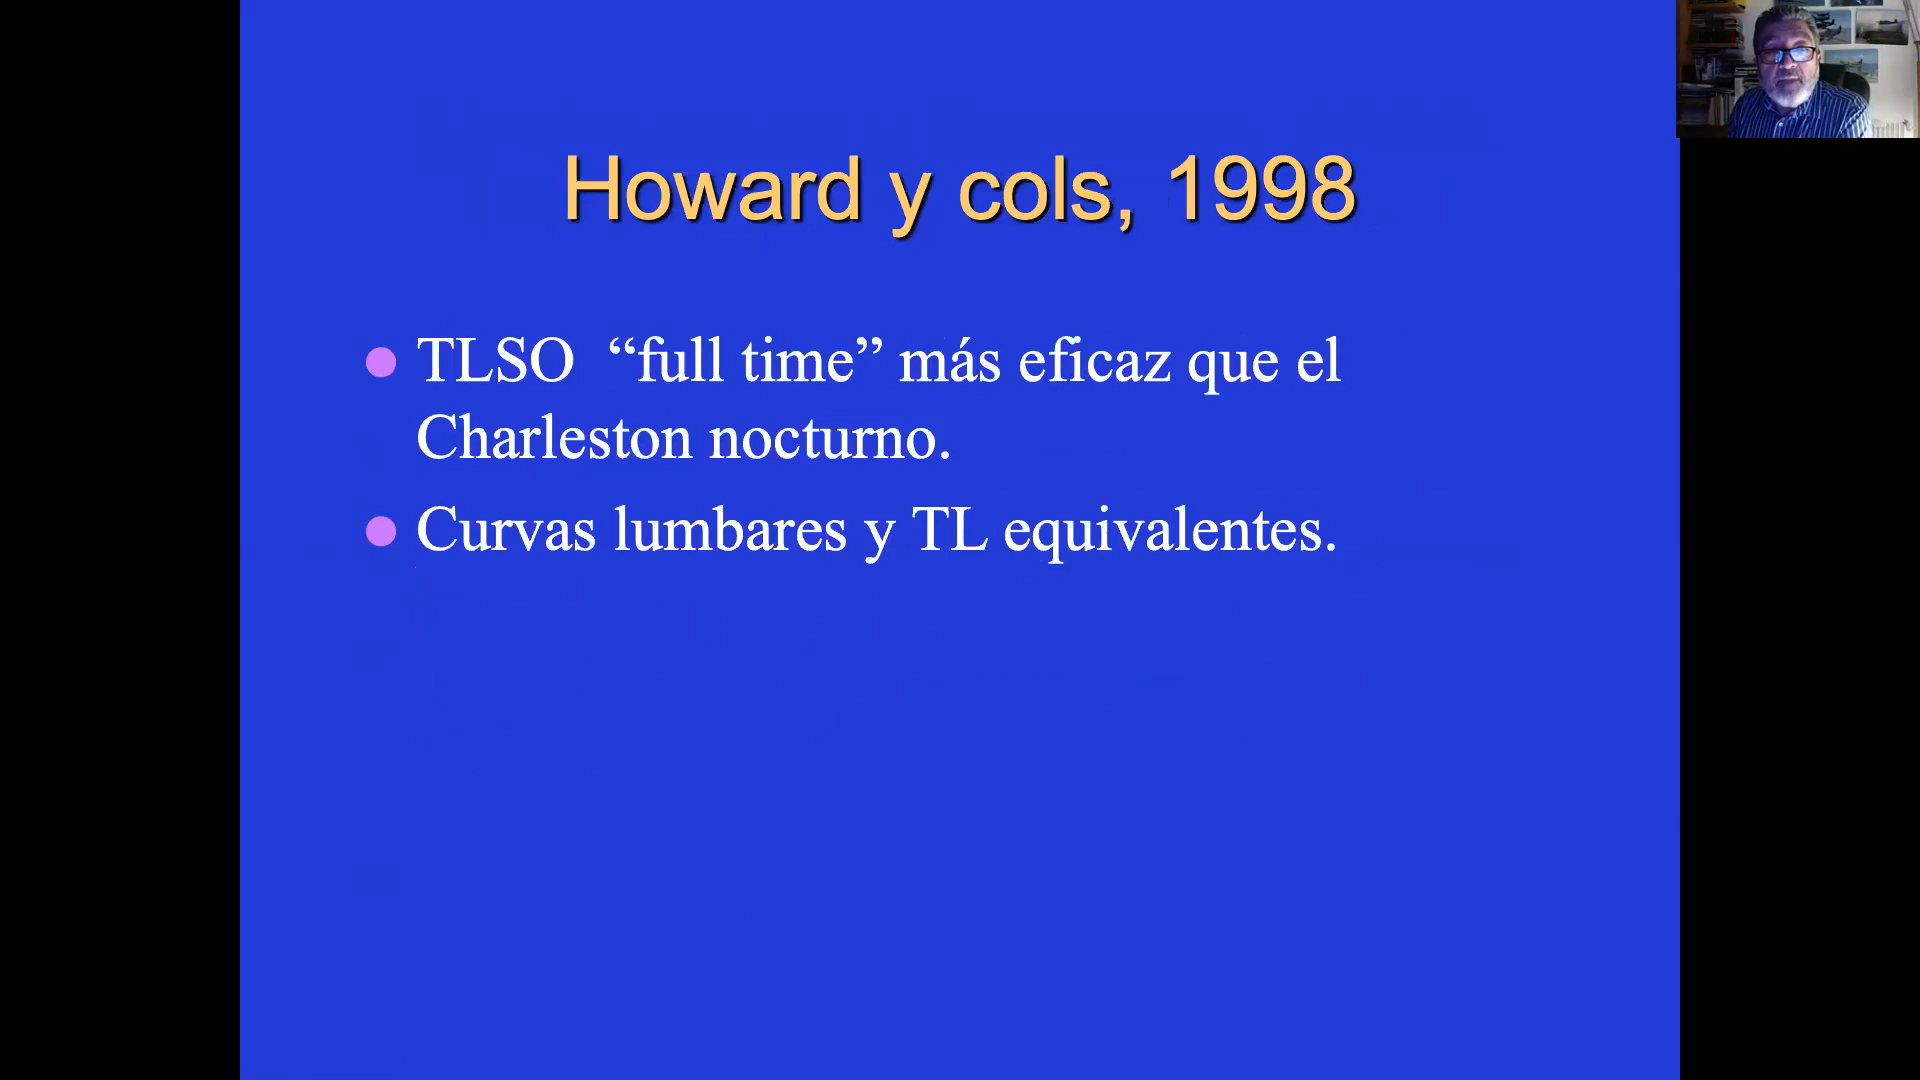 Howard y cols, 1998
TLSO “full time” más eficaz que el
Charleston nocturno.
Curvas lumbares y TL equivalentes.